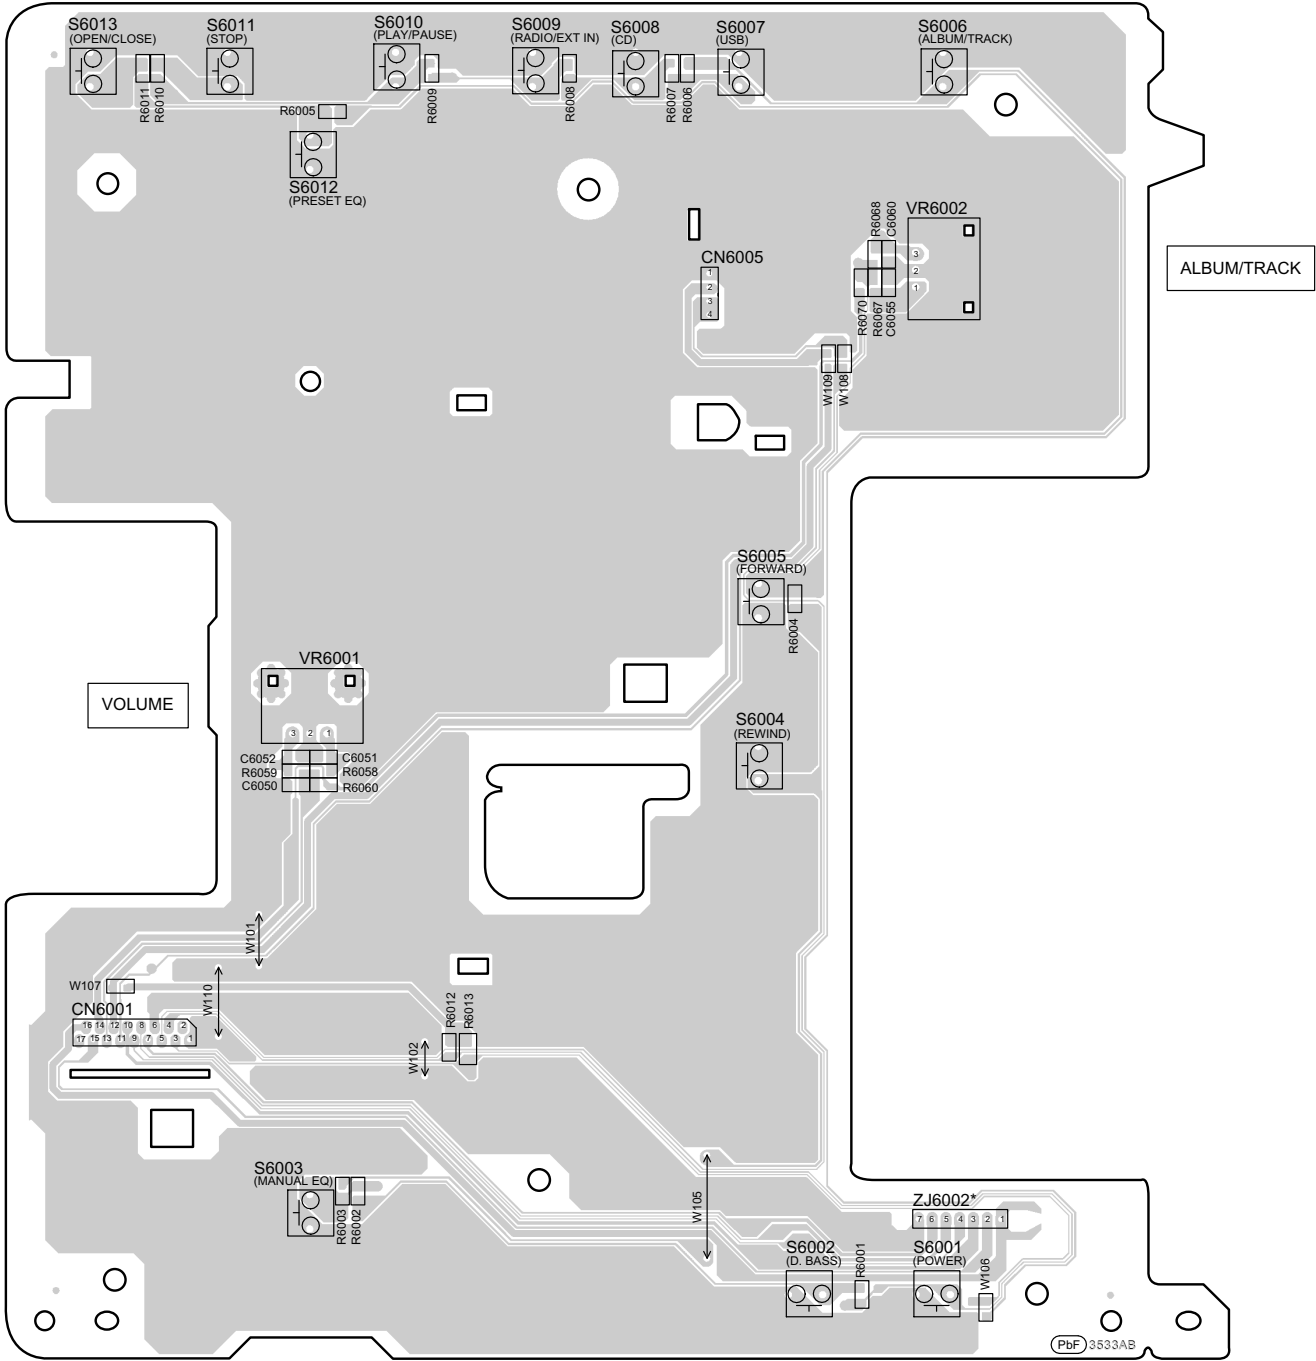 S6013
(OPEN/CLOSE)
S6011
(STOP)
S6010
(PLAY/PAUSE)
S6009
(RADIO/EXT IN)
S6008
(CD)
S6007
(USB)
S6006
(ALBUM/TRACK)
R6011
R6010
R6005
R6009
R6008
R6007
R6006
S6012
(PRESET EQ)
VR6002
R6068
C6060
3
2
1
R6070
R6067
C6055
ALBUM/TRACK
CN6005
1
2
3
4
W109
W108
S6005
(FORWARD)
R6004
VR6001
3 2 1
VOLUME
C6052
C6051
R6059
R6058
C6050
R6060
S6004
(REWIND)
W101
W107
W110
CN6001
16 14 12 10 8 6 4 2
17 15 13 11 9 7 5 3 1
R6012
R6013
W102
S6003
(MANUAL EQ)
R6003
R6002
W105
ZJ6002*
7 6 5 4 3 2 1
S6002
(D. BASS)
R6001
S6001
(POWER)
W106
PbF 3533AB